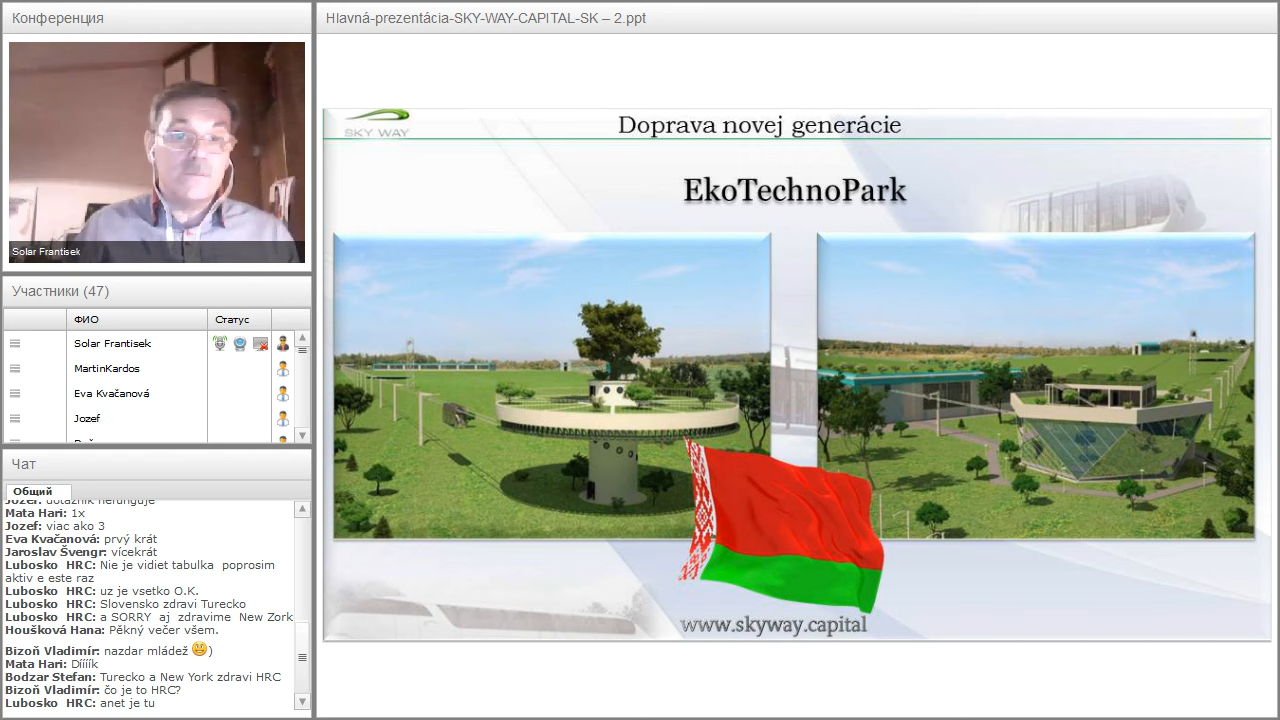 Конференция
Solar Frantisek
Участники (47)
ФИО
Статус
Solar Frantisek
MartinKardos
Eva Kvačanová
Jozef
Чат
Общий
Jozef: dotaznik nefunguje
Mata Hari: 1x
Jozef: viac ako 3
Eva Kvačanová: prvý krát
Jaroslav Švengr: vícekrát
Lubosko HRC: Nie je vidiet tabulka poprosim
aktiv e este raz
Lubosko HRC: uz je vsetko O.K.
Lubosko HRC: Slovensko zdravi Turecko
Lubosko HRC: a SORRY aj zdravime New Zork
Houšková Hana: Pěkný večer všem.
Bizoň Vladimír: nazdar mládež )
Mata Hari: Díííík
Bodzar Stefan: Turecko a New York zdravi HRC
Bizoň Vladimír: čo je to HRC?
Lubosko HRC: anet je tu
Hlavná-prezentácia-SKY-WAY-CAPITAL-SK – 2.ppt
SKY WAY
Doprava novej generácie
EkoTechnoPark
www.skyway.capital